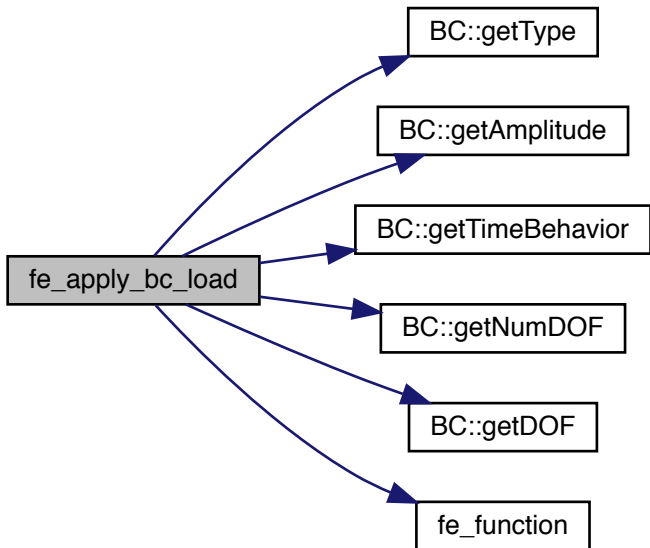 BC::getType
BC::getAmplitude
BC::getTimeBehavior
fe_apply_bc_load
BC::getNumDOF
BC::getDOF
fe_function